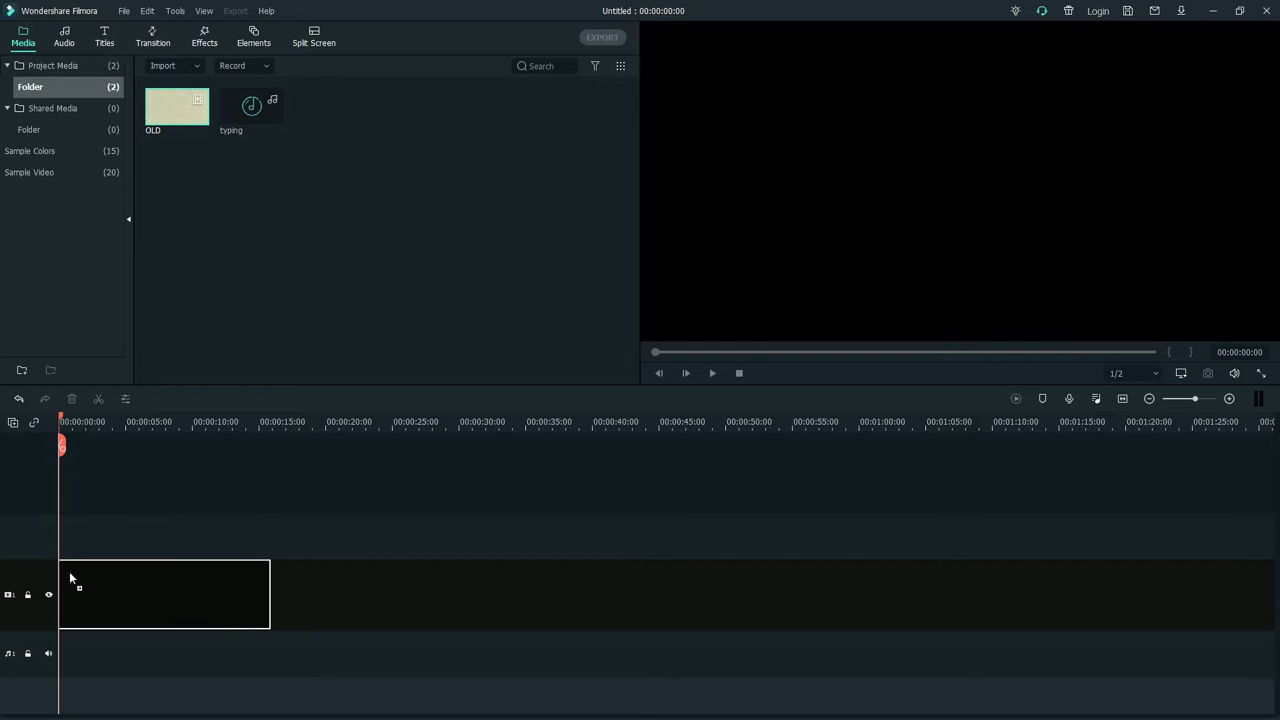 Wondershare Filmora File Edit Tools View Export Help Untitled : 00:00:00:00 Login
Media Audio Titles Transition Effects Elements Split Screen EXPORT
Project Media (2) Import Record Search
Folder (2)
Shared Media (0)
OLD typing
Folder (0)
Sample Colors (15)
Sample Video (20)
00:00:00:00
1/2
00:00:00:00 00:00:05:00 00:00:10:00 00:00:15:00 00:00:20:00 00:00:25:00 00:00:30:00 00:00:35:00 00:00:40:00 00:00:45:00 00:00:50:00 00:00:55:00 00:01:00:00 00:01:05:00 00:01:10:00 00:01:15:00 00:01:20:00 00:01:25:00
1
1